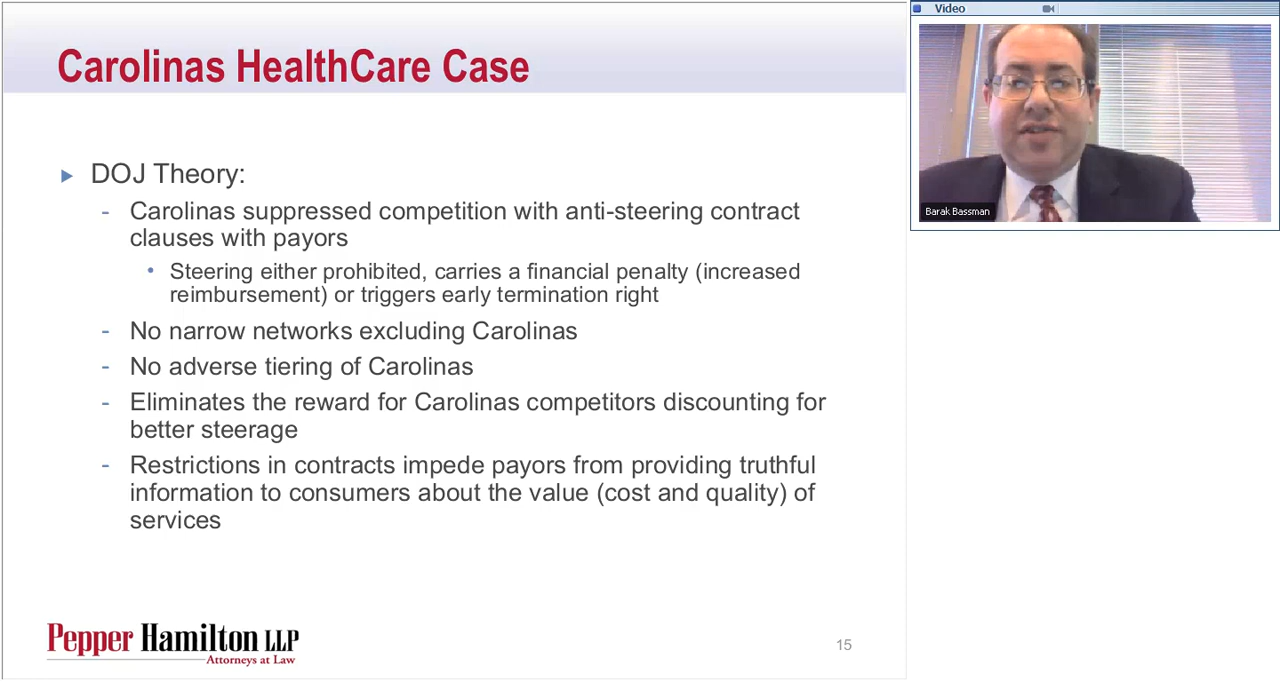 Carolinas HealthCare Case
DOJ Theory:
- Carolinas suppressed competition with anti-steering contract
clauses with payors
• Steering either prohibited, carries a financial penalty (increased
reimbursement) or triggers early termination right
- No narrow networks excluding Carolinas
- No adverse tiering of Carolinas
- Eliminates the reward for Carolinas competitors discounting for
better steerage
- Restrictions in contracts impede payors from providing truthful
information to consumers about the value (cost and quality) of
services
Pepper Hamilton LLP
Attorneys at Law
15
Video
Barak Bassman